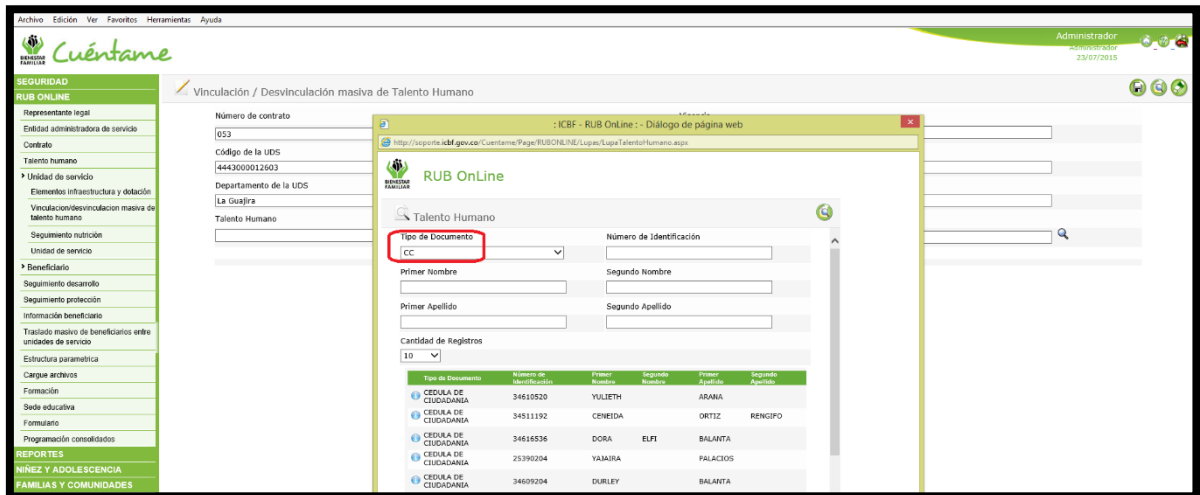 Archivo Edición Ver Favoritos Herramientas Ayuda
BIENESTAR FAMILIAR
Cuéntame
Administrador
Administrador
23/07/2015
SEGURIDAD
RUB ONLINE
Representante legal
Entidad administradora de servicio
Contrato
Talento humano
Unidad de servicio
Elementos infraestructura y dotación
Vinculacion/desvinculacion masiva de
talento humano
Seguimiento nutrición
Unidad de servicio
Beneficiario
Seguimiento desarrollo
Seguimiento protección
Información beneficiario
Traslado masivo de beneficiarios entre
unidades de servicio
Estructura parametrica
Cargue archivos
Formación
Sede educativa
Formulario
Programación consolidados
REPORTES
NIÑEZ Y ADOLESCENCIA
FAMILIAS Y COMUNIDADES
Vinculación / Desvinculación masiva de Talento Humano
Número de contrato
053
Código de la UDS
4443000012603
Departamento de la UDS
La Guajira
Talento Humano
: ICBF - RUB OnLine : - Diálogo de página web
http://soporte.icbf.gov.co/Cuentame/Page/RUBONLINE/Lupas/LupaTalentoHumano.aspx
BIENESTAR FAMILIAR
RUB OnLine
Talento Humano
Tipo de Documento Número de Identificación
CC
Primer Nombre Segundo Nombre
Primer Apellido Segundo Apellido
Cantidad de Registros
10
Tipo de Documento Número de Identificación Primer Nombre Segundo Nombre Primer Apellido Segundo Apellido
CEDULA DE CIUDADANIA 34610520 YULIETH ARANA
CEDULA DE CIUDADANIA 34511192 CENEIDA ORTIZ RENGIFO
CEDULA DE CIUDADANIA 34616536 DORA ELFI BALANTA
CEDULA DE CIUDADANIA 25390204 YAJAIRA PALACIOS
CEDULA DE CIUDADANIA 34609204 DURLEY BALANTA